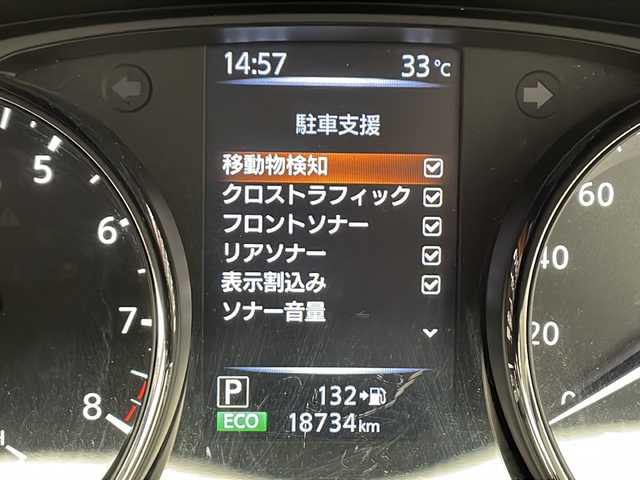 14:57 33℃
駐車支援
移動物検知
クロストラフィック
フロントソナー
リアソナー
表示割込み
ソナー音量
P 132
ECO 18734km
5
6
7
8
60
40
20
0